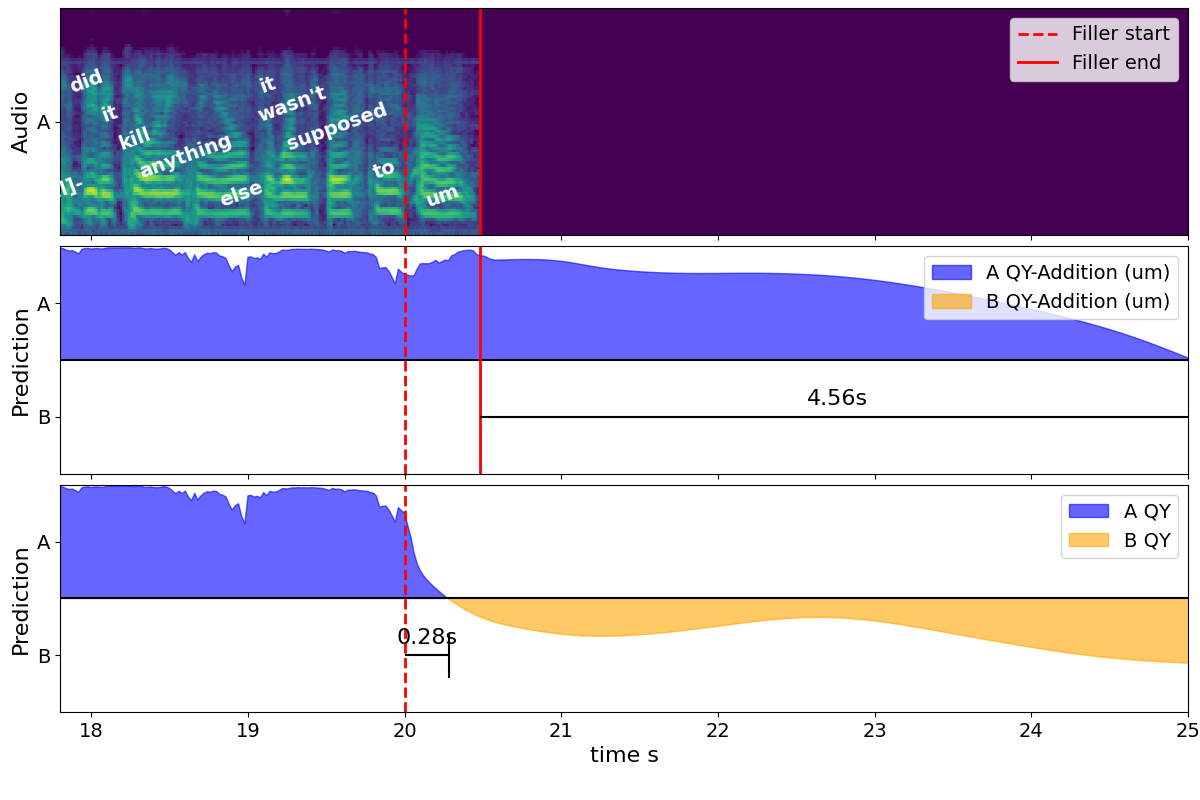 Audio
A
did
it
kill
anything
else
it
wasn't
supposed
to
um
l]-
Filler start
Filler end
Prediction
A
B
A QY-Addition (um)
B QY-Addition (um)
4.56s
Prediction
A
B
A QY
B QY
0.28s
18 19 20 21 22 23 24 25
time s